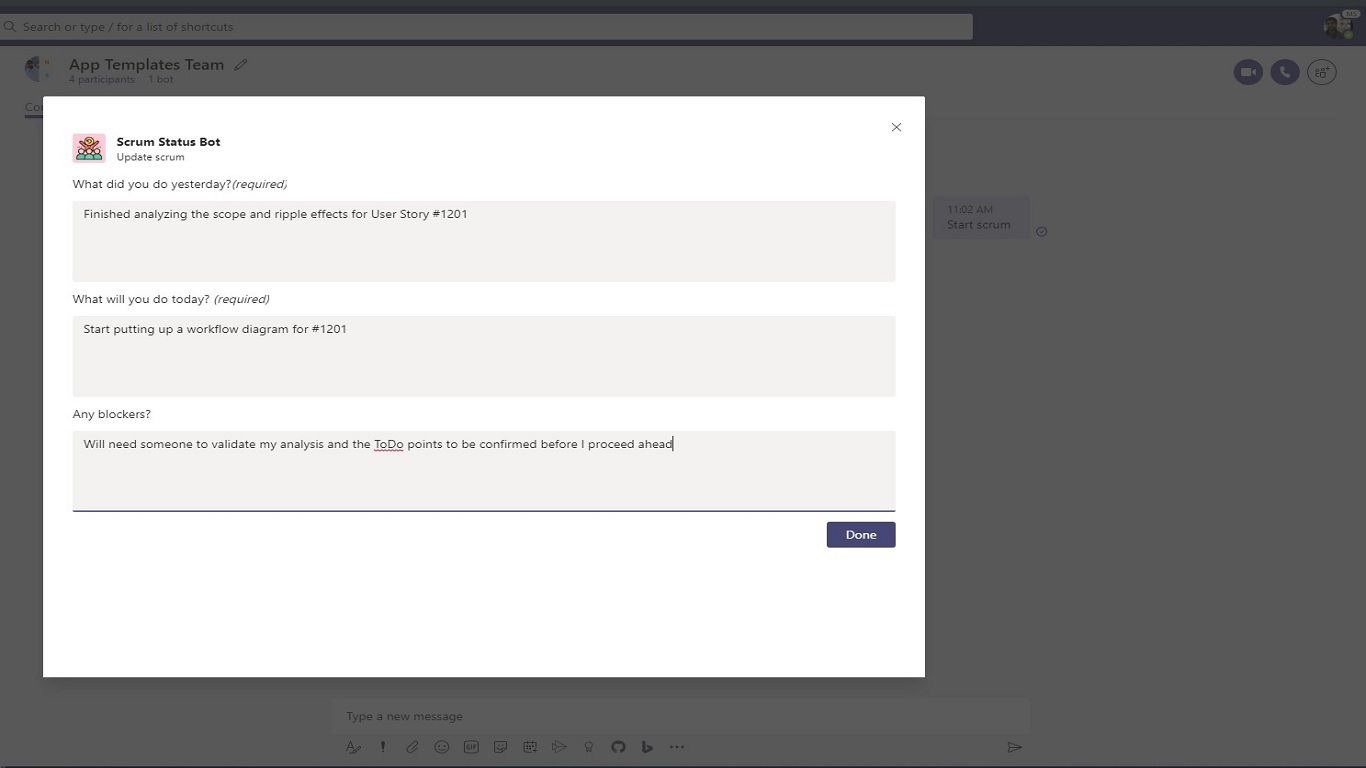 Search or type / for a list of shortcuts
MS
App Templates Team
4 participants 1 bot
Scrum Status Bot
Update scrum
What did you do yesterday?(required)
Finished analyzing the scope and ripple effects for User Story #1201
11:02 AM
Start scrum
What will you do today? (required)
Start putting up a workflow diagram for #1201
Any blockers?
Will need someone to validate my analysis and the ToDo points to be confirmed before I proceed ahead
Done
Type a new message
GIF